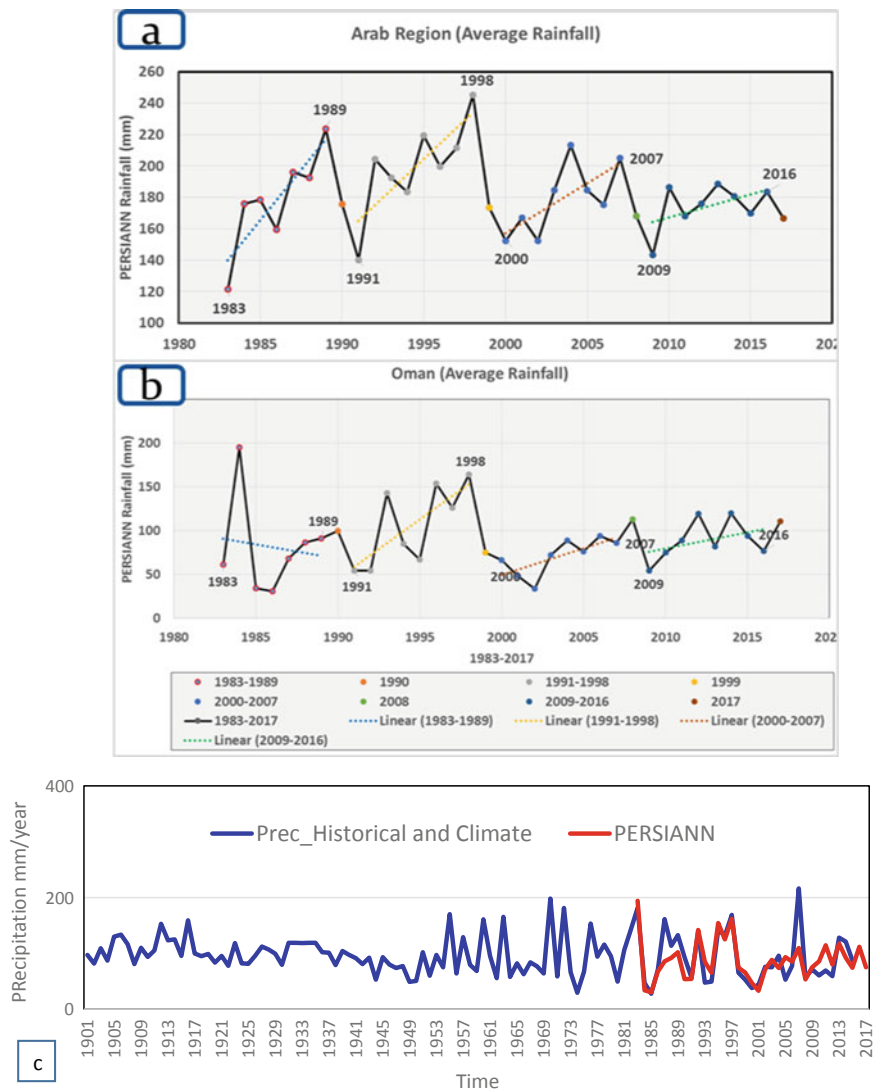 a
Arab Region (Average Rainfall)
PERSIANN Rainfall (mm)
260
240
220
200
180
160
140
120
100
1983
1989
1991
1998
2000
2007
2009
2016
1980 1985 1990 1995 2000 2005 2010 2015 202
b
Oman (Average Rainfall)
PERSIANN Rainfall (mm)
200
150
100
50
0
1983
1989
1991
1998
2000
2007
2009
2016
1980 1985 1990 1995 2000 2005 2010 2015 202
1983-2017
1983-1989 1990 1991-1998 1999
2000-2007 2008 2009-2016 2017
1983-2017 Linear (1983-1989) Linear (1991-1998) Linear (2000-2007)
Linear (2009-2016)
PRecipitation mm/year
400
200
0
Prec_Historical and Climate PERSIANN
1901 1905 1909 1913 1917 1921 1925 1929 1933 1937 1941 1945 1949 1953 1957 1961 1965 1969 1973 1977 1981 1985 1989 1993 1997 2001 2005 2009 2013 2017
c
Time